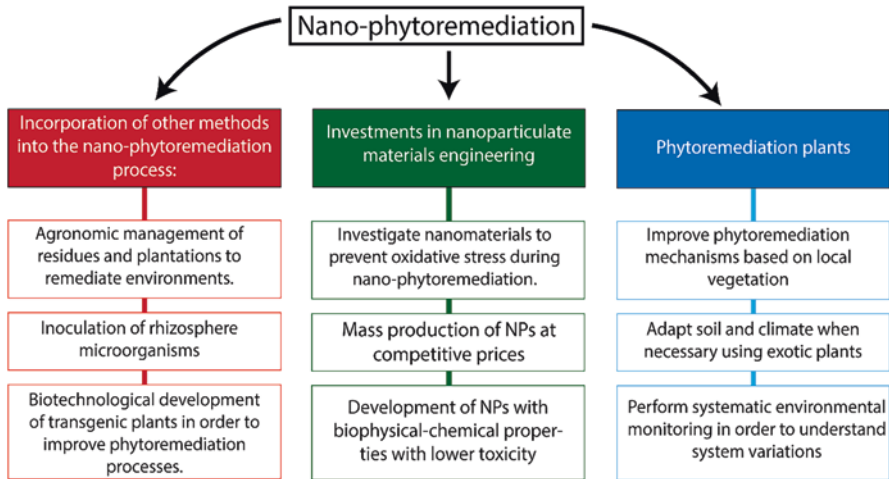 Nano-phytoremediation
Incorporation of other methods
into the nano-phytoremediation
process:
Agronomic management of
residues and plantations to
remediate environments.
Inoculation of rhizosphere
microorganisms
Biotechnological development
of transgenic plants in order to
improve phytoremediation
processes.
Investments in nanoparticulate
materials engineering
Investigate nanomaterials to
prevent oxidative stress during
nano-phytoremediation.
Mass production of NPs at
competitive prices
Development of NPs with
biophysical-chemical proper-
ties with lower toxicity
Phytoremediation plants
Improve phytoremediation
mechanisms based on local
vegetation
Adapt soil and climate when
necessary using exotic plants
Perform systematic environmental
monitoring in order to understand
system variations